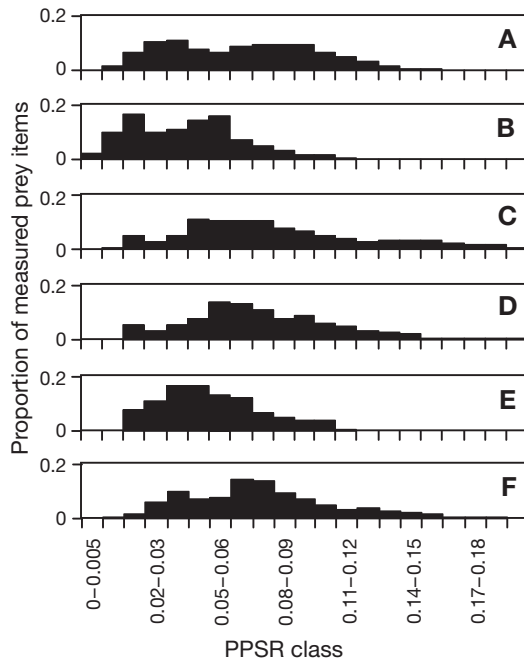 Proportion of measured prey items
0.2
0
A
0.2
0
B
0.2
0
C
0.2
0
D
0.2
0
E
0.2
0
F
0–0.005
0.02–0.03
0.05–0.06
0.08–0.09
0.11–0.12
0.14–0.15
0.17–0.18
PPSR class